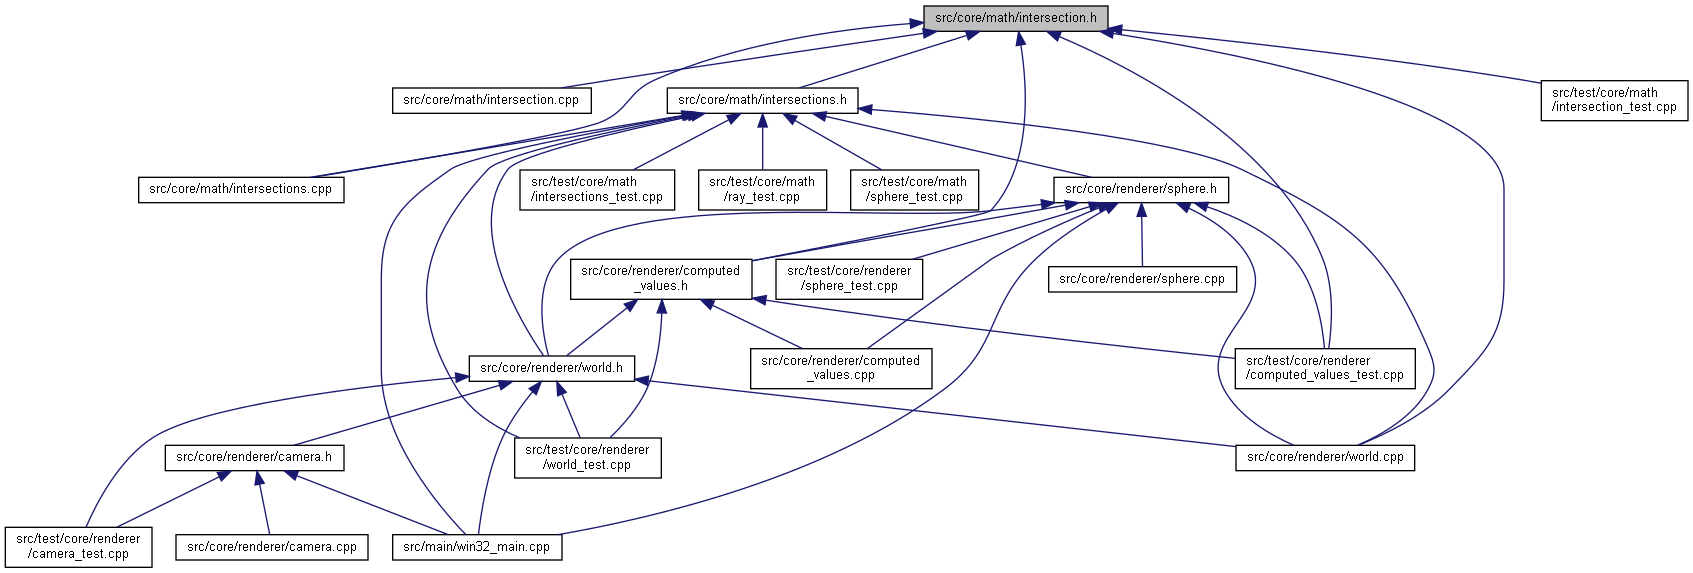 src/core/math/intersection.h
src/core/math/intersection.cpp
src/core/math/intersections.h
src/test/core/math
/intersection_test.cpp
src/core/math/intersections.cpp
src/test/core/math
/intersections_test.cpp
src/test/core/math
/ray_test.cpp
src/test/core/math
/sphere_test.cpp
src/core/renderer/sphere.h
src/core/renderer/computed
_values.h
src/test/core/renderer
/sphere_test.cpp
src/core/renderer/sphere.cpp
src/core/renderer/world.h
src/core/renderer/computed
_values.cpp
src/test/core/renderer
/computed_values_test.cpp
src/core/renderer/camera.h
src/test/core/renderer
/world_test.cpp
src/core/renderer/world.cpp
src/test/core/renderer
/camera_test.cpp
src/core/renderer/camera.cpp
src/main/win32_main.cpp